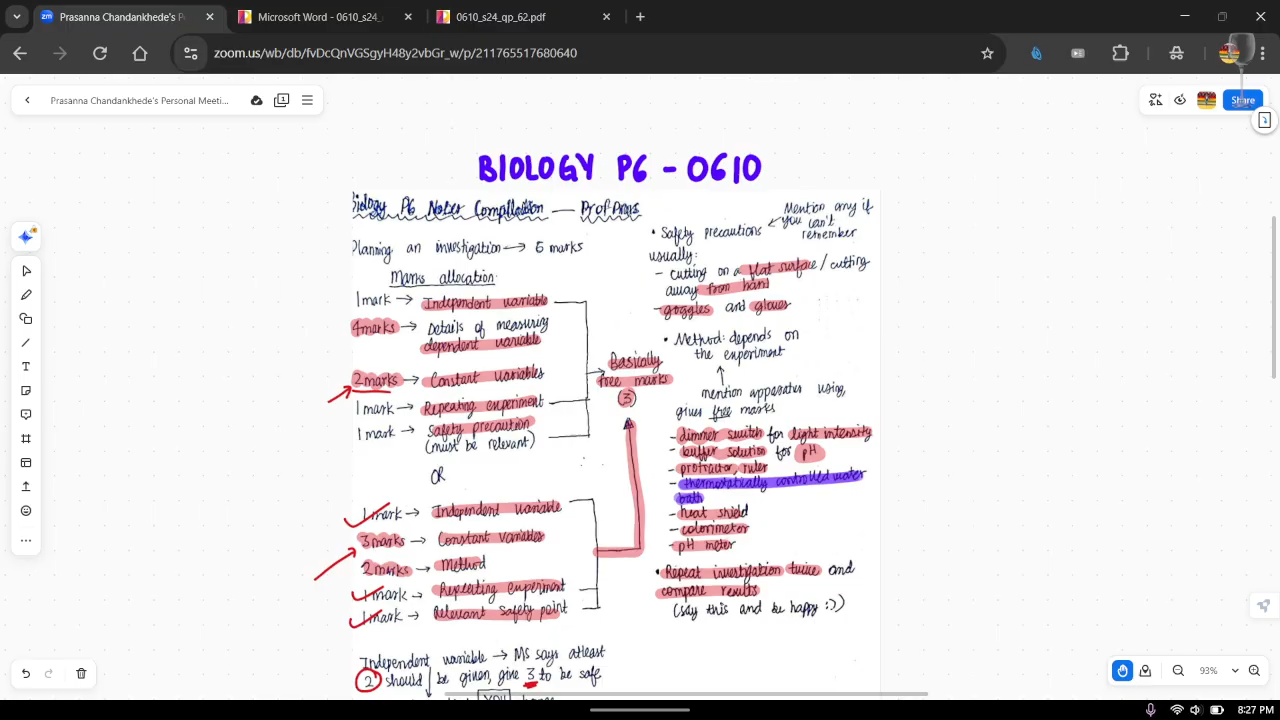 Microsoft Word - 0610_s24_
0610_s24_qp_62.pdf
zoom.us/wb/db/fvDcQnVGSgyH48y2vbGr_w/p/211765517680640
Prasanna Chandankhede's Personal Meeti...
Share
BIOLOGY P6 - 0610
Biology P6 Notes Compilation — Prof.
Planning an investigation → 6 marks
Marks allocation:
1 mark → Independent variable
4 marks → Details of measuring
dependent variable
2 marks → Constant variables
1 mark → Repeating experiment
1 mark → Safety precaution
(must be relevant)
OR
1 mark → Independent variable
3 marks → Constant variables
2 marks → Method
1 mark → Repeating experiment
1 mark → Relevant safety point
Independent variable → MS says atleast
2 should be given, give 3 to be safe
YOU
Basically
free marks
3
• Safety precautions ← Mention any if
you can't
remember
usually:
- cutting on a flat surface / cutting
away from hand
- goggles and gloves
• Method: depends on
the experiment
mention apparatus using,
gives free marks
- dimmer switch for light intensity
- buffer solution for pH
- protractor, ruler
- thermostatically controlled water
bath
- heat shield
- colorimeter
- pH meter
• Repeat investigation twice and
compare results
(say this and be happy :))
93%
8:27 PM